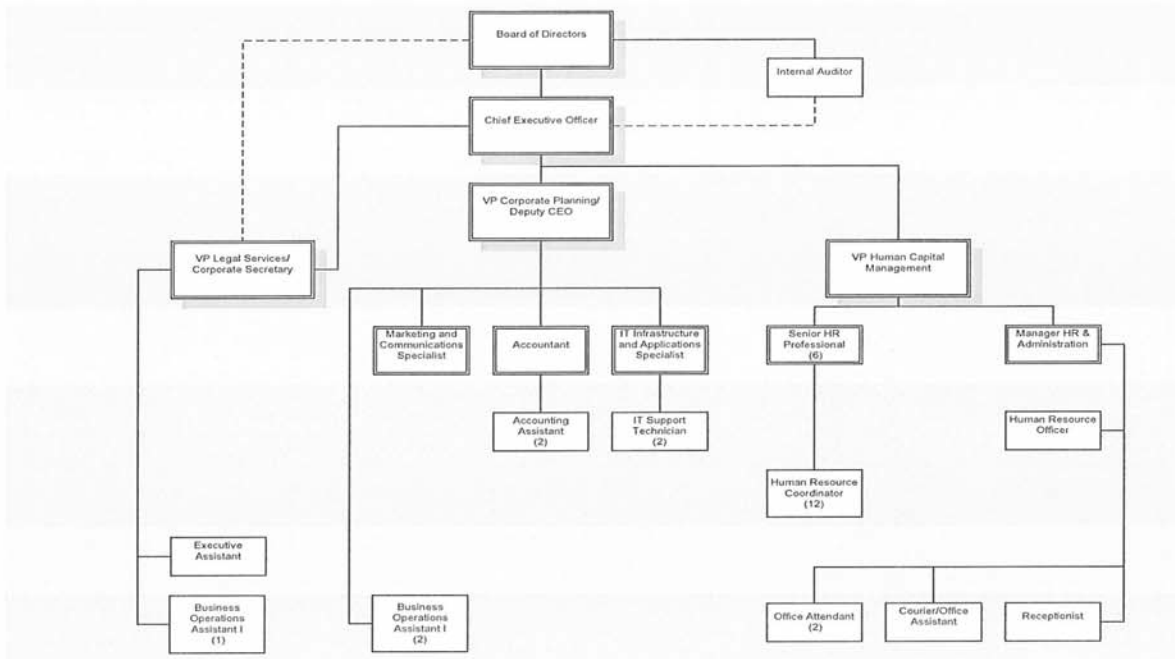 Board of Directors
Internal Auditor
Chief Executive Officer
VP Corporate Planning/
Deputy CEO
VP Legal Services/
Corporate Secretary
VP Human Capital
Management
Marketing and
Communications
Specialist
Accountant
IT Infrastructure
and Applications
Specialist
Senior HR
Professional
(6)
Manager HR &
Administration
Accounting
Assistant
(2)
IT Support
Technician
(2)
Human Resource
Officer
Human Resource
Coordinator
(12)
Executive
Assistant
Business
Operations
Assistant I
(1)
Business
Operations
Assistant I
(2)
Office Attendant
(2)
Courier/Office
Assistant
Receptionist